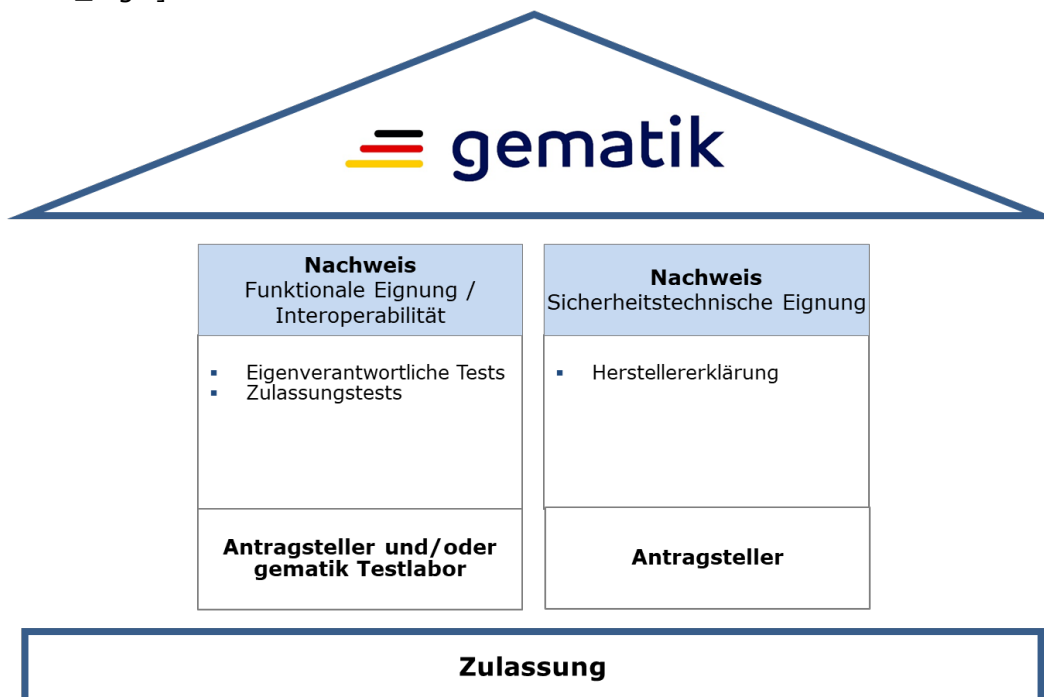 gematik
Nachweis
Funktionale Eignung /
Interoperabilität
▪ Eigenverantwortliche Tests
▪ Zulassungstests
Antragsteller und/oder
gematik Testlabor
Nachweis
Sicherheitstechnische Eignung
▪ Herstellererklärung
Antragsteller
Zulassung